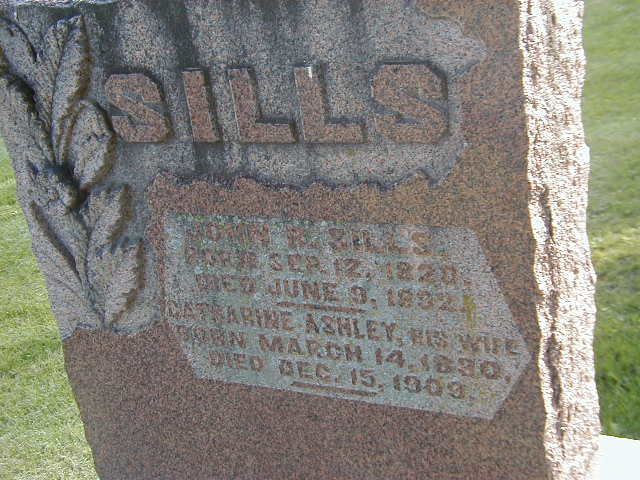 SILLS
JOHN R. SILLS.
BORN SEP. 12, 1820,
DIED JUNE 9, 1892.
CATHARINE ASHLEY, HIS WIFE
BORN MARCH 14, 1830,
DIED DEC. 15, 1909.